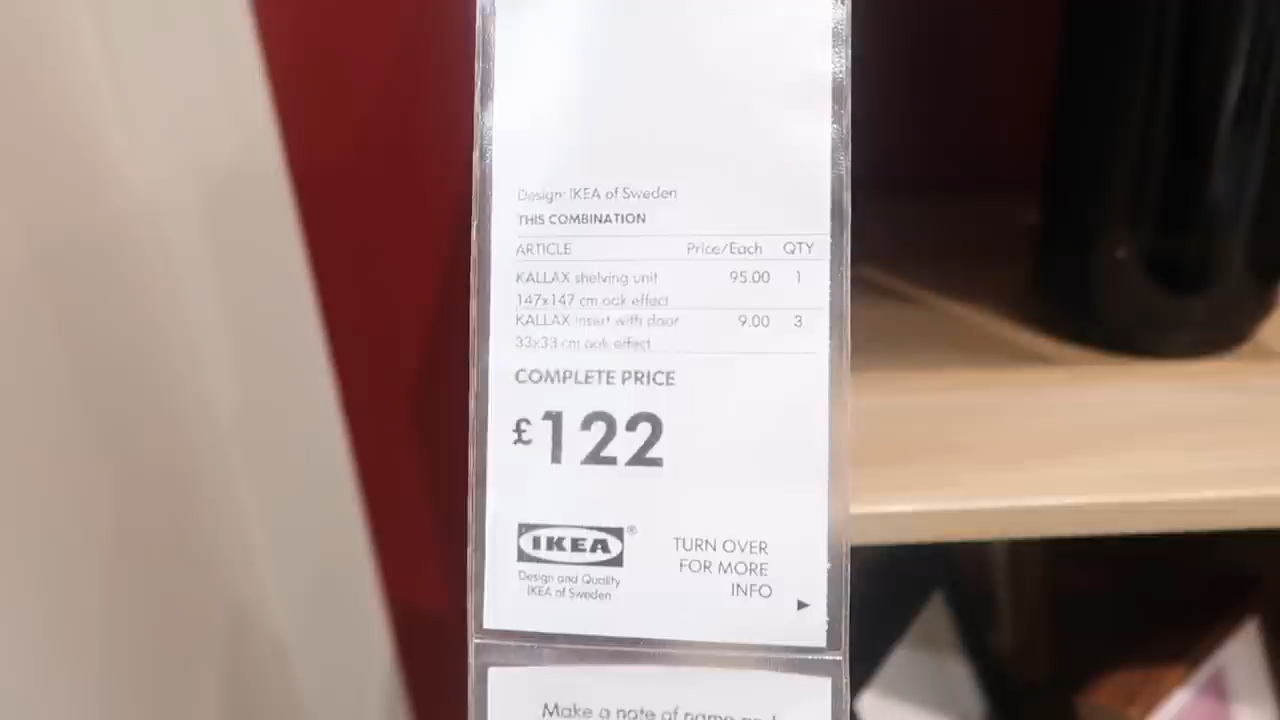 Design: IKEA of Sweden
THIS COMBINATION
ARTICLE Price/Each QTY
KALLAX shelving unit 95.00 1
147x147 cm oak effect
KALLAX insert with door 9.00 3
33x33 cm oak effect
COMPLETE PRICE
£122
IKEA®
Design and Quality
IKEA of Sweden
TURN OVER
FOR MORE
INFO
Make a note of name and